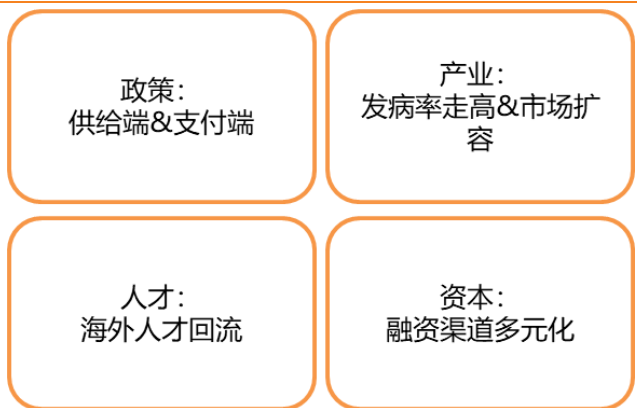 政策：
供给端&支付端
产业：
发病率走高&市场扩
容
人才：
海外人才回流
资本：
融资渠道多元化